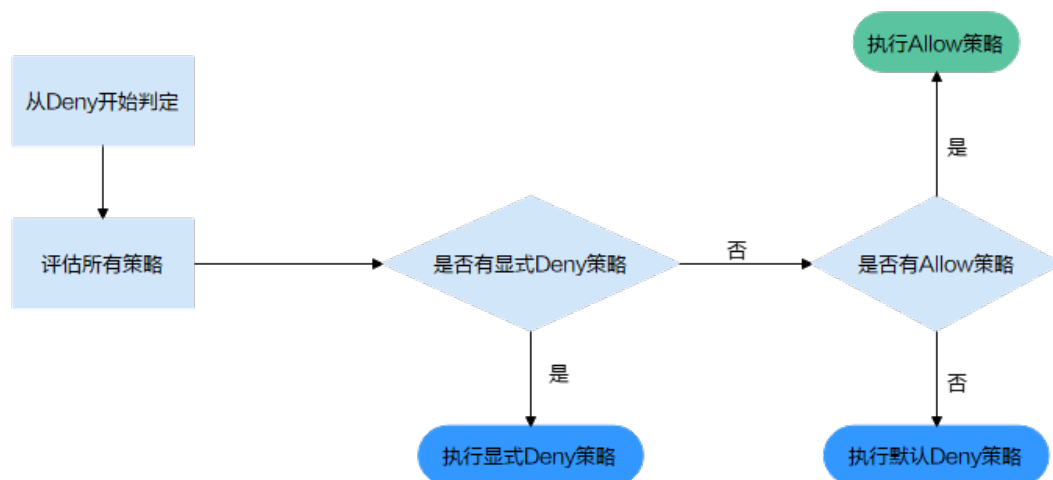 从Deny开始判定
评估所有策略
是否有显式Deny策略
是
执行显式Deny策略
否
是否有Allow策略
是
执行Allow策略
否
执行默认Deny策略